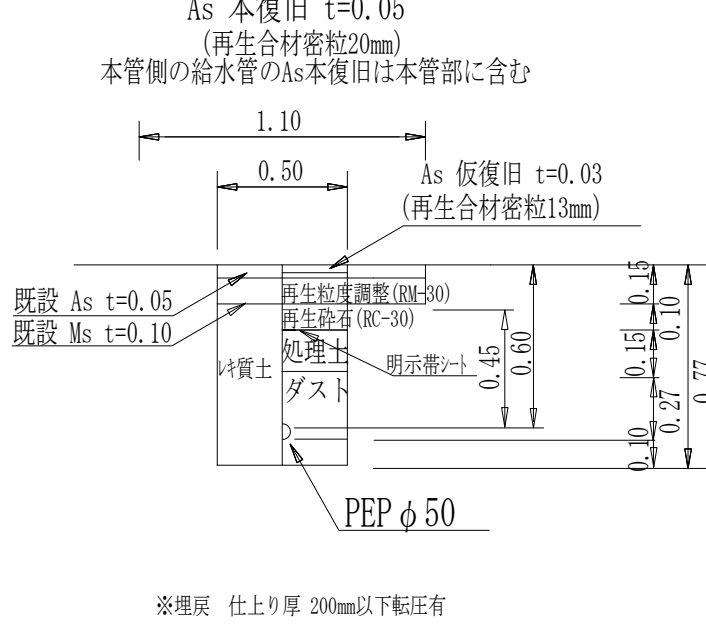 As 本復旧 t=0.05
(再生合材密粒20mm)
本管側の給水管のAs本復旧は本管部に含む
1.10
0.50
As 仮復旧 t=0.03
(再生合材密粒13mm)
既設 As t=0.05
既設 Ms t=0.10
再生粒度調整(RM-30)
再生砕石(RC-30)
処理土
ダスト
ﾚｷ質土
明示帯ｼｰﾄ
0.45
0.60
0.15
0.10
0.15
0.27
0.10
0.77
PEPφ50
※埋戻 仕上り厚 200mm以下転圧有